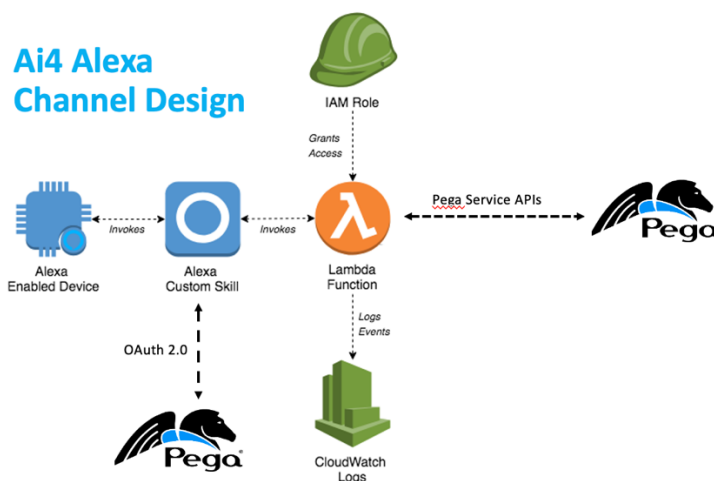 Ai4 Alexa
Channel Design
IAM Role
Grants
Access
Pega Service APIs
Pega
Invokes
Invokes
Alexa
Enabled Device
Alexa
Custom Skill
Lambda
Function
Logs
Events
OAuth 2.0
Pega
CloudWatch
Logs